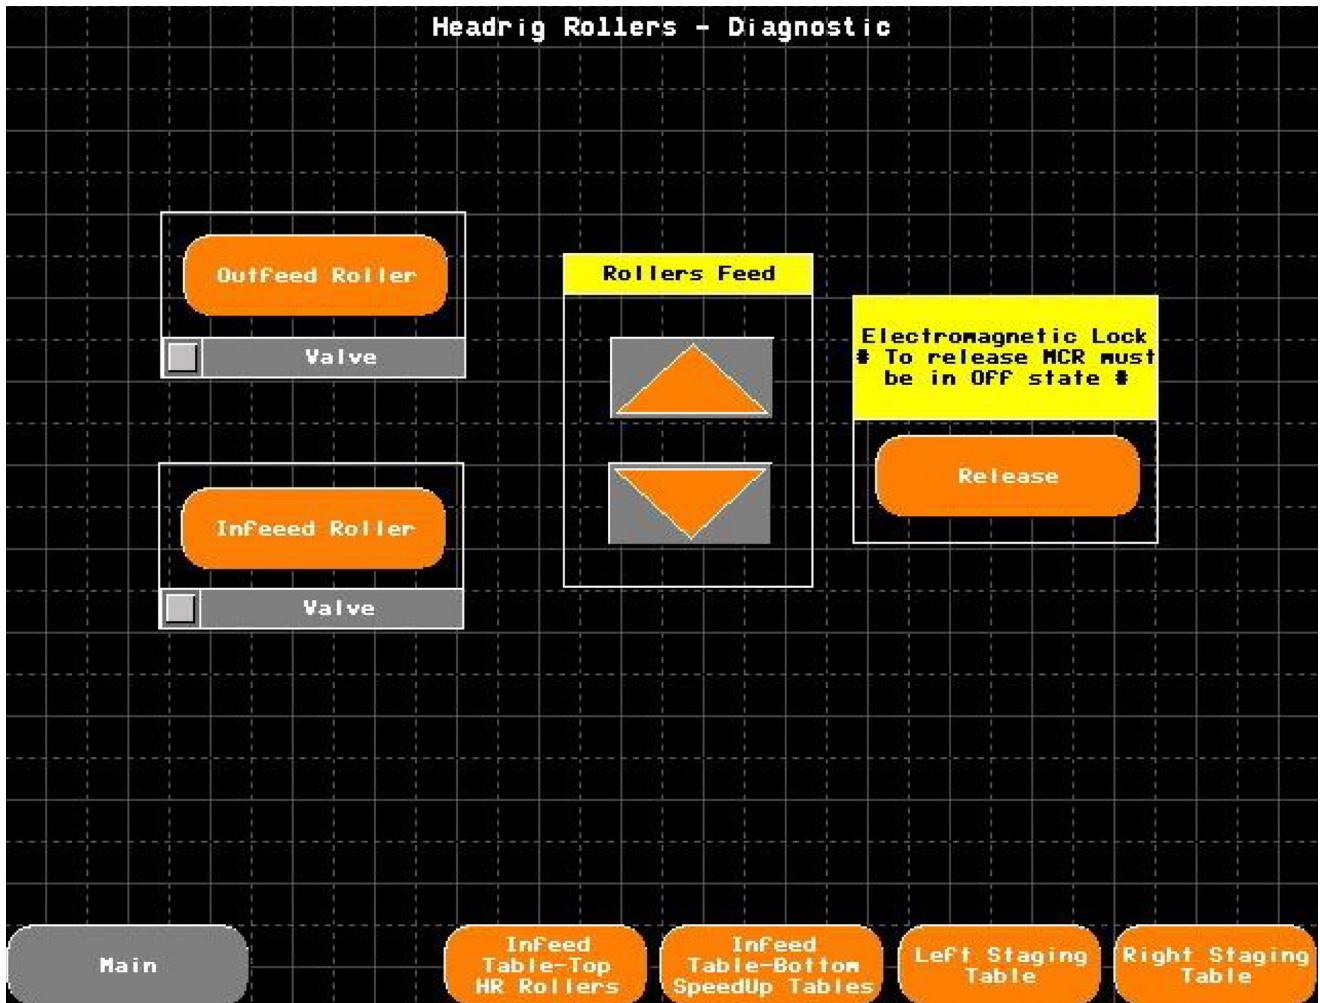 Headrig Rollers - Diagnostic
Outfeed Roller
Valve
Rollers Feed
Electromagnetic Lock
# To release MCR must
be in Off state #
Release
Infeeed Roller
Valve
Main
Infeed
Table-Top
HR Rollers
Infeed
Table-Bottom
SpeedUp Tables
Left Staging
Table
Right Staging
Table